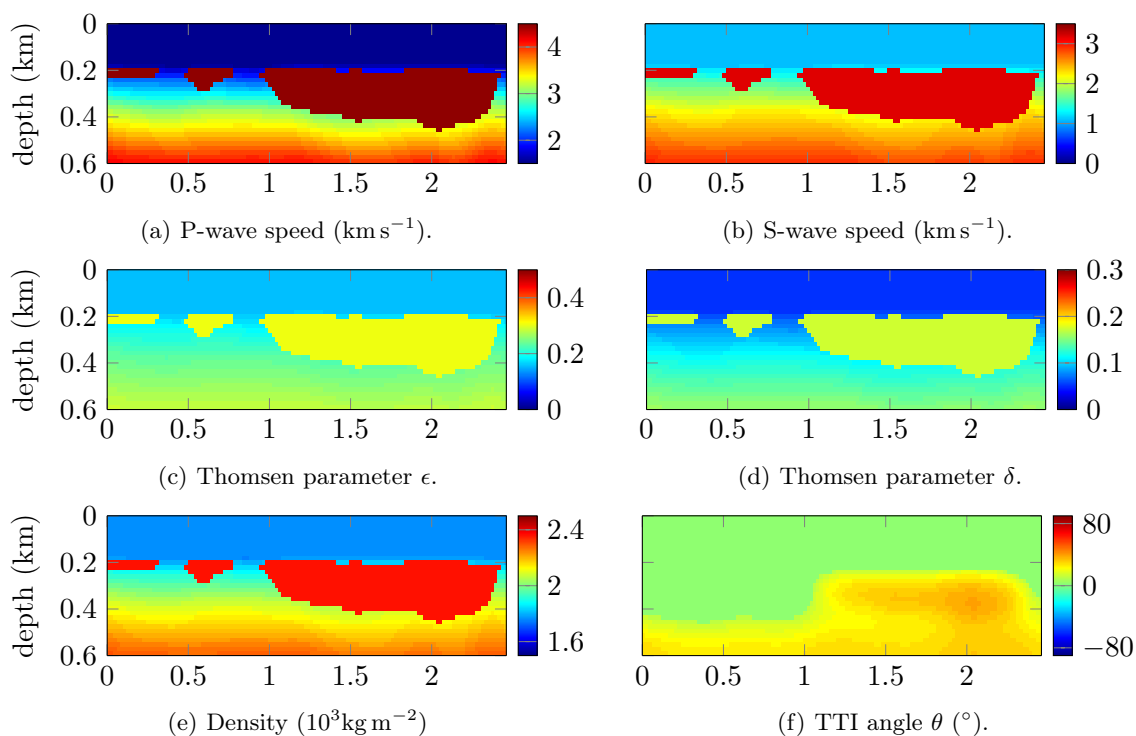 0
0.2
0.4
0.6
depth (km)
0 0.5 1 1.5 2
4
3
2
(a) P-wave speed (km s⁻¹).
0 0.5 1 1.5 2
3
2
1
0
(b) S-wave speed (km s⁻¹).
0
0.2
0.4
0.6
depth (km)
0 0.5 1 1.5 2
0.4
0.2
0
(c) Thomsen parameter ϵ.
0 0.5 1 1.5 2
0.3
0.2
0.1
0
(d) Thomsen parameter δ.
0
0.2
0.4
0.6
depth (km)
0 0.5 1 1.5 2
2.4
2
1.6
(e) Density (10³kg m⁻²)
0 0.5 1 1.5 2
80
0
−80
(f) TTI angle θ (°).